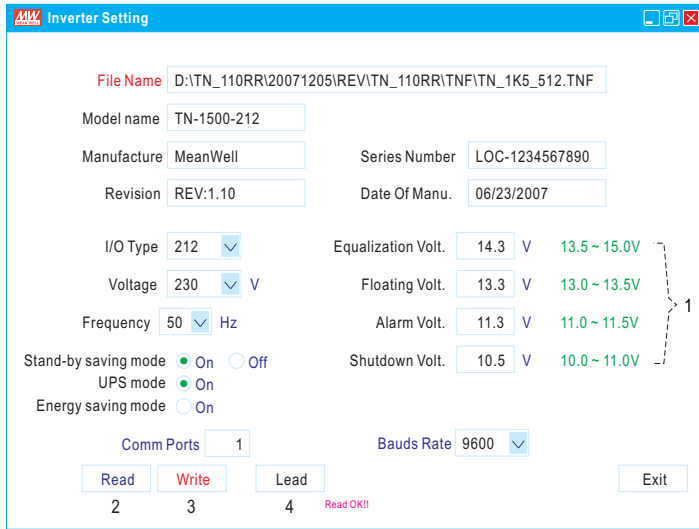 MW MEAN WELL Inverter Setting
File Name D:\TN_110RR\20071205\REV\TN_110RR\TNF\TN_1K5_512.TNF
Model name TN-1500-212
Manufacture MeanWell Series Number LOC-1234567890
Revision REV:1.10 Date Of Manu. 06/23/2007
I/O Type 212 Equalization Volt. 14.3 V 13.5 ~ 15.0V
Voltage 230 V Floating Volt. 13.3 V 13.0 ~ 13.5V
1
Frequency 50 Hz Alarm Volt. 11.3 V 11.0 ~ 11.5V
Stand-by saving mode On Off Shutdown Volt. 10.5 V 10.0 ~ 11.0V
UPS mode On
Energy saving mode On
Comm Ports 1 Bauds Rate 9600
Read Write Lead Exit
2 3 4 Read OK!!